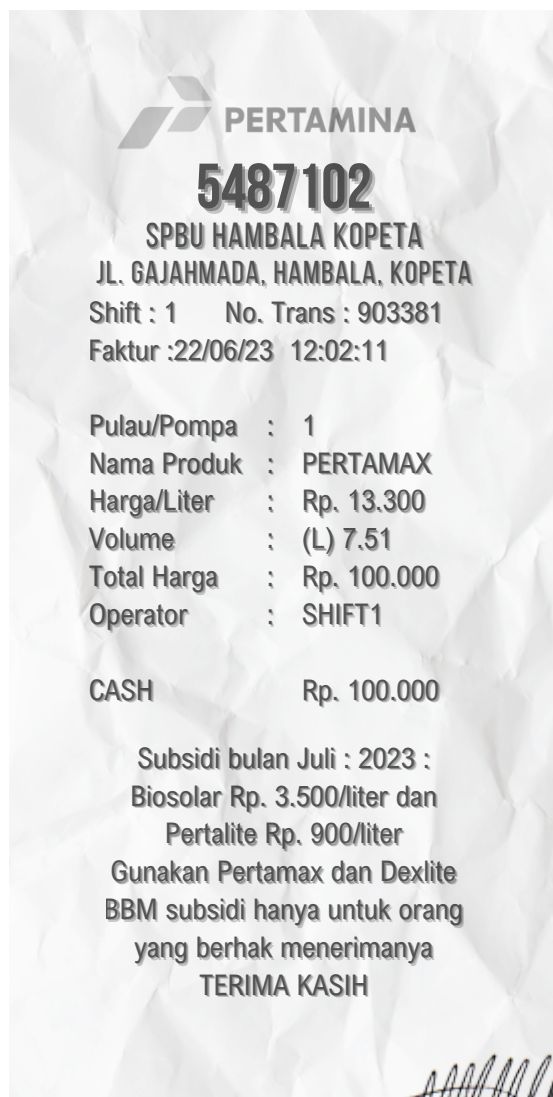 PERTAMINA
5487102
SPBU HAMBALA KOPETA
JL. GAJAHMADA, HAMBALA, KOPETA
Shift : 1 No. Trans : 903381
Faktur :22/06/23 12:02:11
Pulau/Pompa : 1
Nama Produk : PERTAMAX
Harga/Liter : Rp. 13.300
Volume : (L) 7.51
Total Harga : Rp. 100.000
Operator : SHIFT1
CASH Rp. 100.000
Subsidi bulan Juli : 2023 :
Biosolar Rp. 3.500/liter dan
Pertalite Rp. 900/liter
Gunakan Pertamax dan Dexlite
BBM subsidi hanya untuk orang
yang berhak menerimanya
TERIMA KASIH